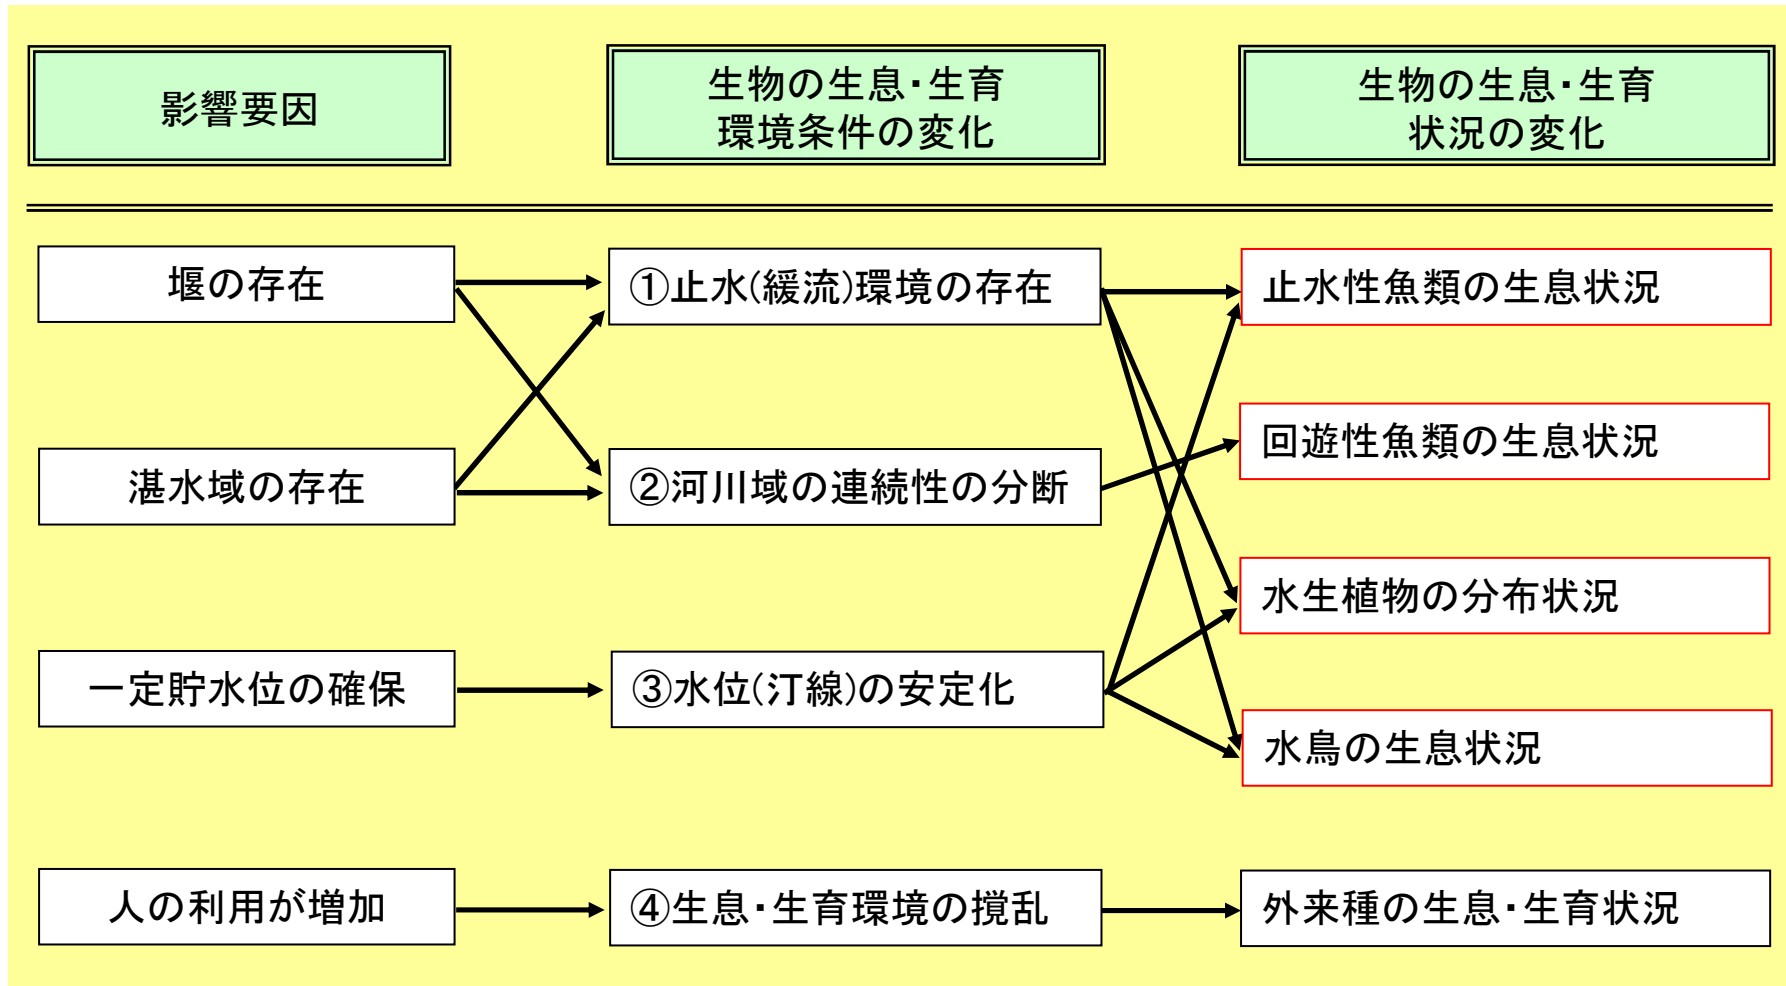 影響要因
生物の生息・生育
環境条件の変化
生物の生息・生育
状況の変化
堰の存在
①止水(緩流)環境の存在
止水性魚類の生息状況
回遊性魚類の生息状況
湛水域の存在
②河川域の連続性の分断
水生植物の分布状況
一定貯水位の確保
③水位(汀線)の安定化
水鳥の生息状況
人の利用が増加
④生息・生育環境の撹乱
外来種の生息・生育状況